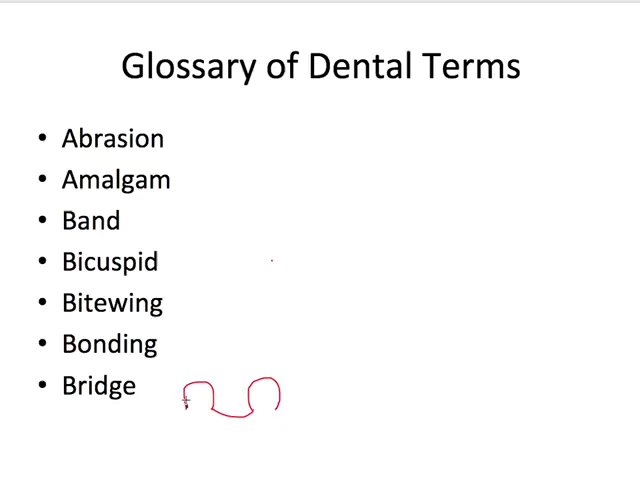 Glossary of Dental Terms
• Abrasion
• Amalgam
• Band
• Bicuspid
• Bitewing
• Bonding
• Bridge